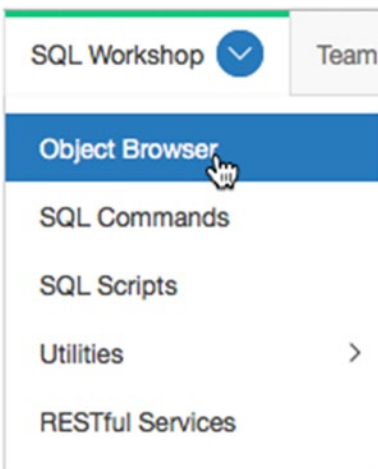 SQL Workshop Team
Object Browser
SQL Commands
SQL Scripts
Utilities
RESTful Services